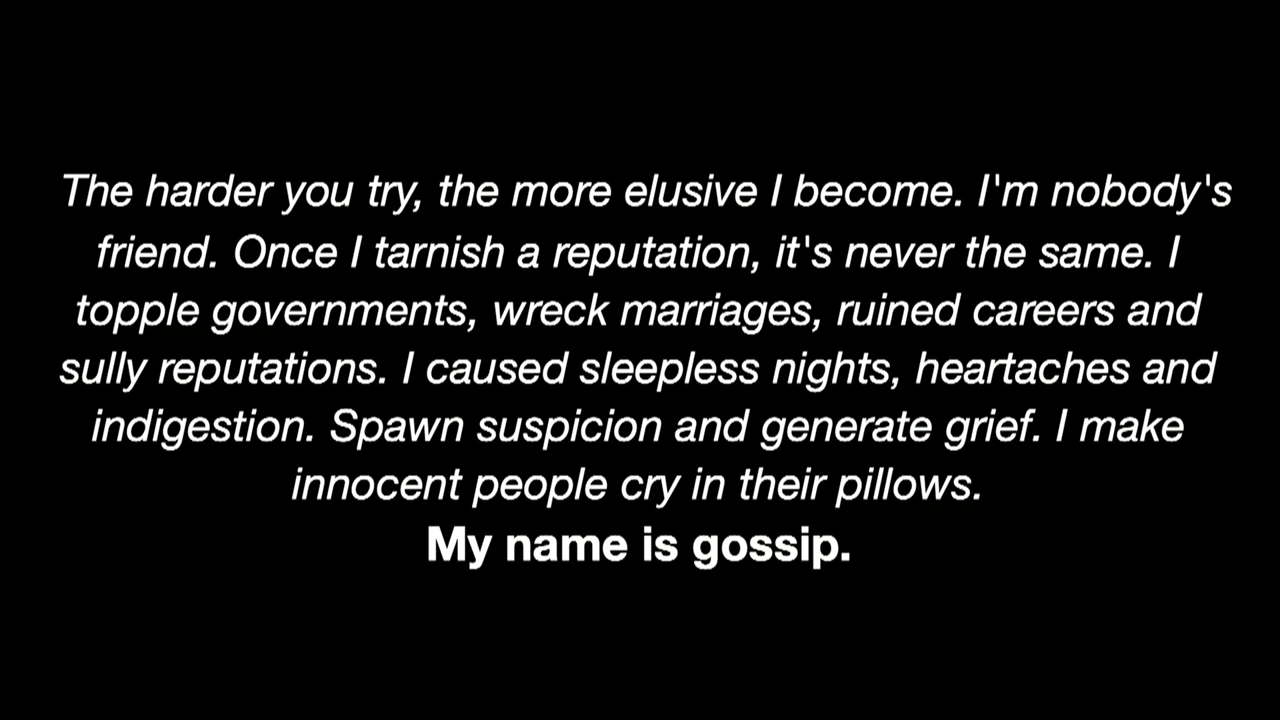 The harder you try, the more elusive I become. I'm nobody's
friend. Once I tarnish a reputation, it's never the same. I
topple governments, wreck marriages, ruined careers and
sully reputations. I caused sleepless nights, heartaches and
indigestion. Spawn suspicion and generate grief. I make
innocent people cry in their pillows.
My name is gossip.